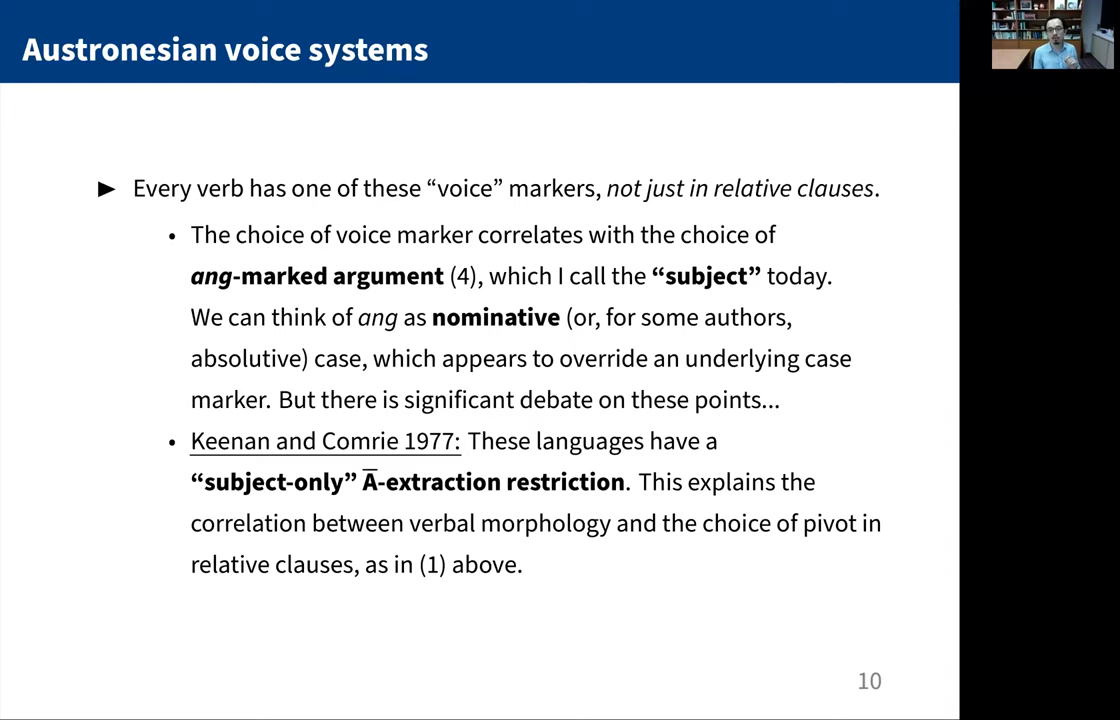 Austronesian voice systems
▶ Every verb has one of these “voice” markers, not just in relative clauses.
• The choice of voice marker correlates with the choice of
ang-marked argument (4), which I call the “subject” today.
We can think of ang as nominative (or, for some authors,
absolutive) case, which appears to override an underlying case
marker. But there is significant debate on these points...
• Keenan and Comrie 1977: These languages have a
“subject-only” Ā-extraction restriction. This explains the
correlation between verbal morphology and the choice of pivot in
relative clauses, as in (1) above.
10